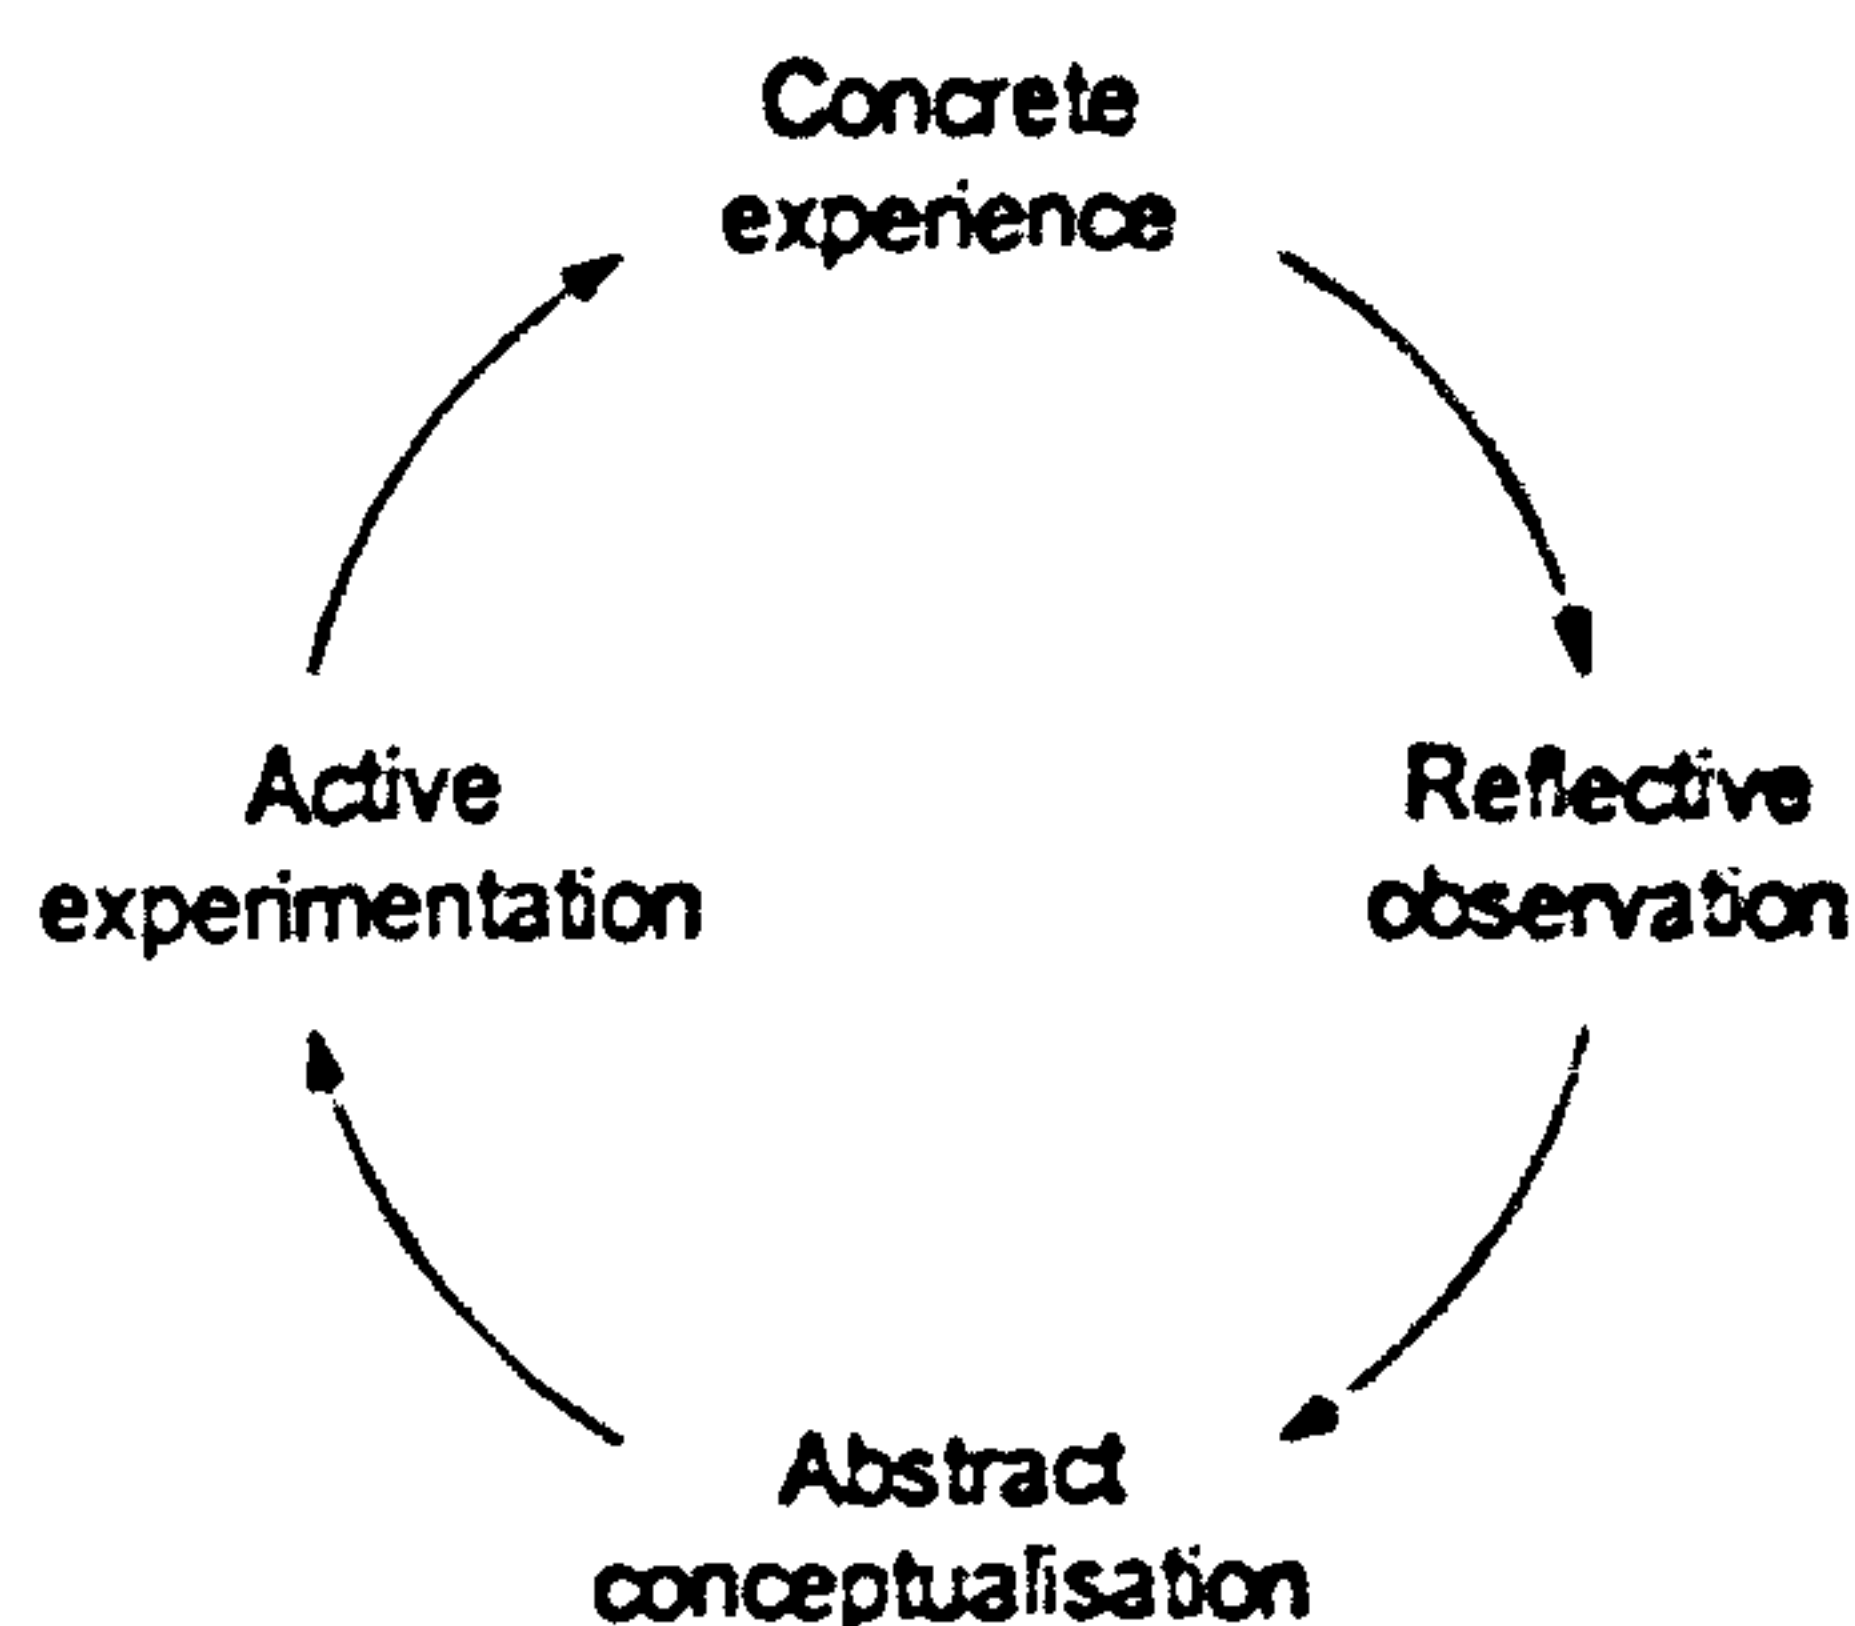 Concrete
experience
Active
experimentation
Reflective
observation
Abstract
conceptualisation